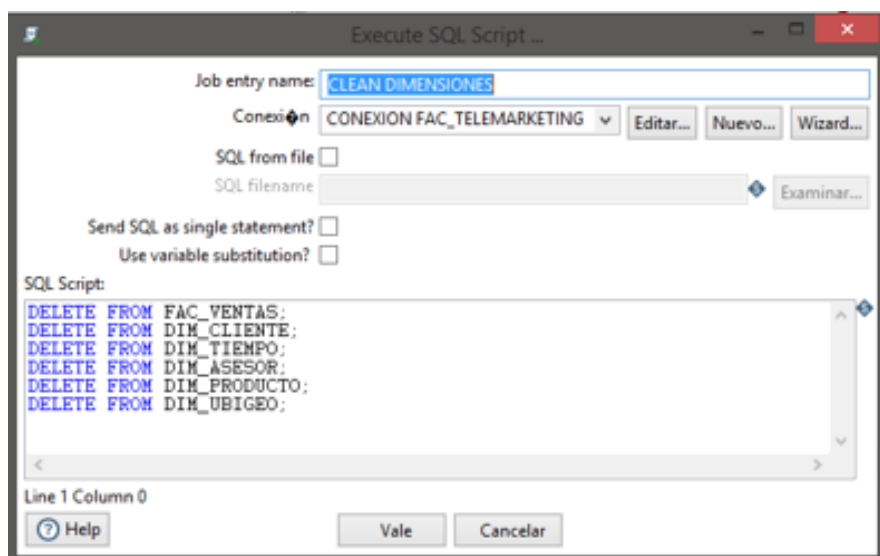 Execute SQL Script ...
Job entry name: CLEAN DIMENSIONES
Conexi�n CONEXION FAC_TELEMARKETING Editar... Nuevo... Wizard...
SQL from file
SQL filename Examinar...
Send SQL as single statement?
Use variable substitution?
SQL Script:
DELETE FROM FAC_VENTAS;
DELETE FROM DIM_CLIENTE;
DELETE FROM DIM_TIEMPO;
DELETE FROM DIM_ASESOR;
DELETE FROM DIM_PRODUCTO;
DELETE FROM DIM_UBIGEO;
Line 1 Column 0
Help Vale Cancelar